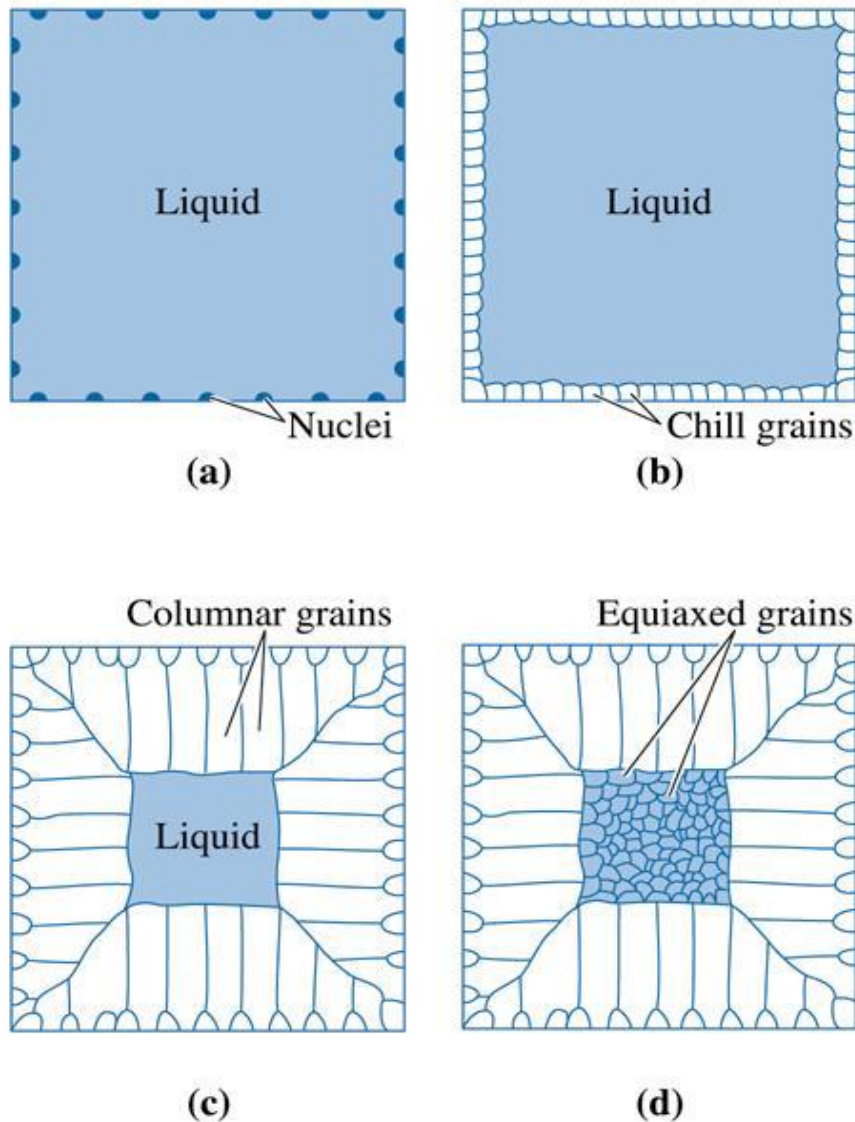 Liquid
Liquid
Nuclei
Chill grains
(a)
(b)
Columnar grains
Equiaxed grains
Liquid
(c)
(d)